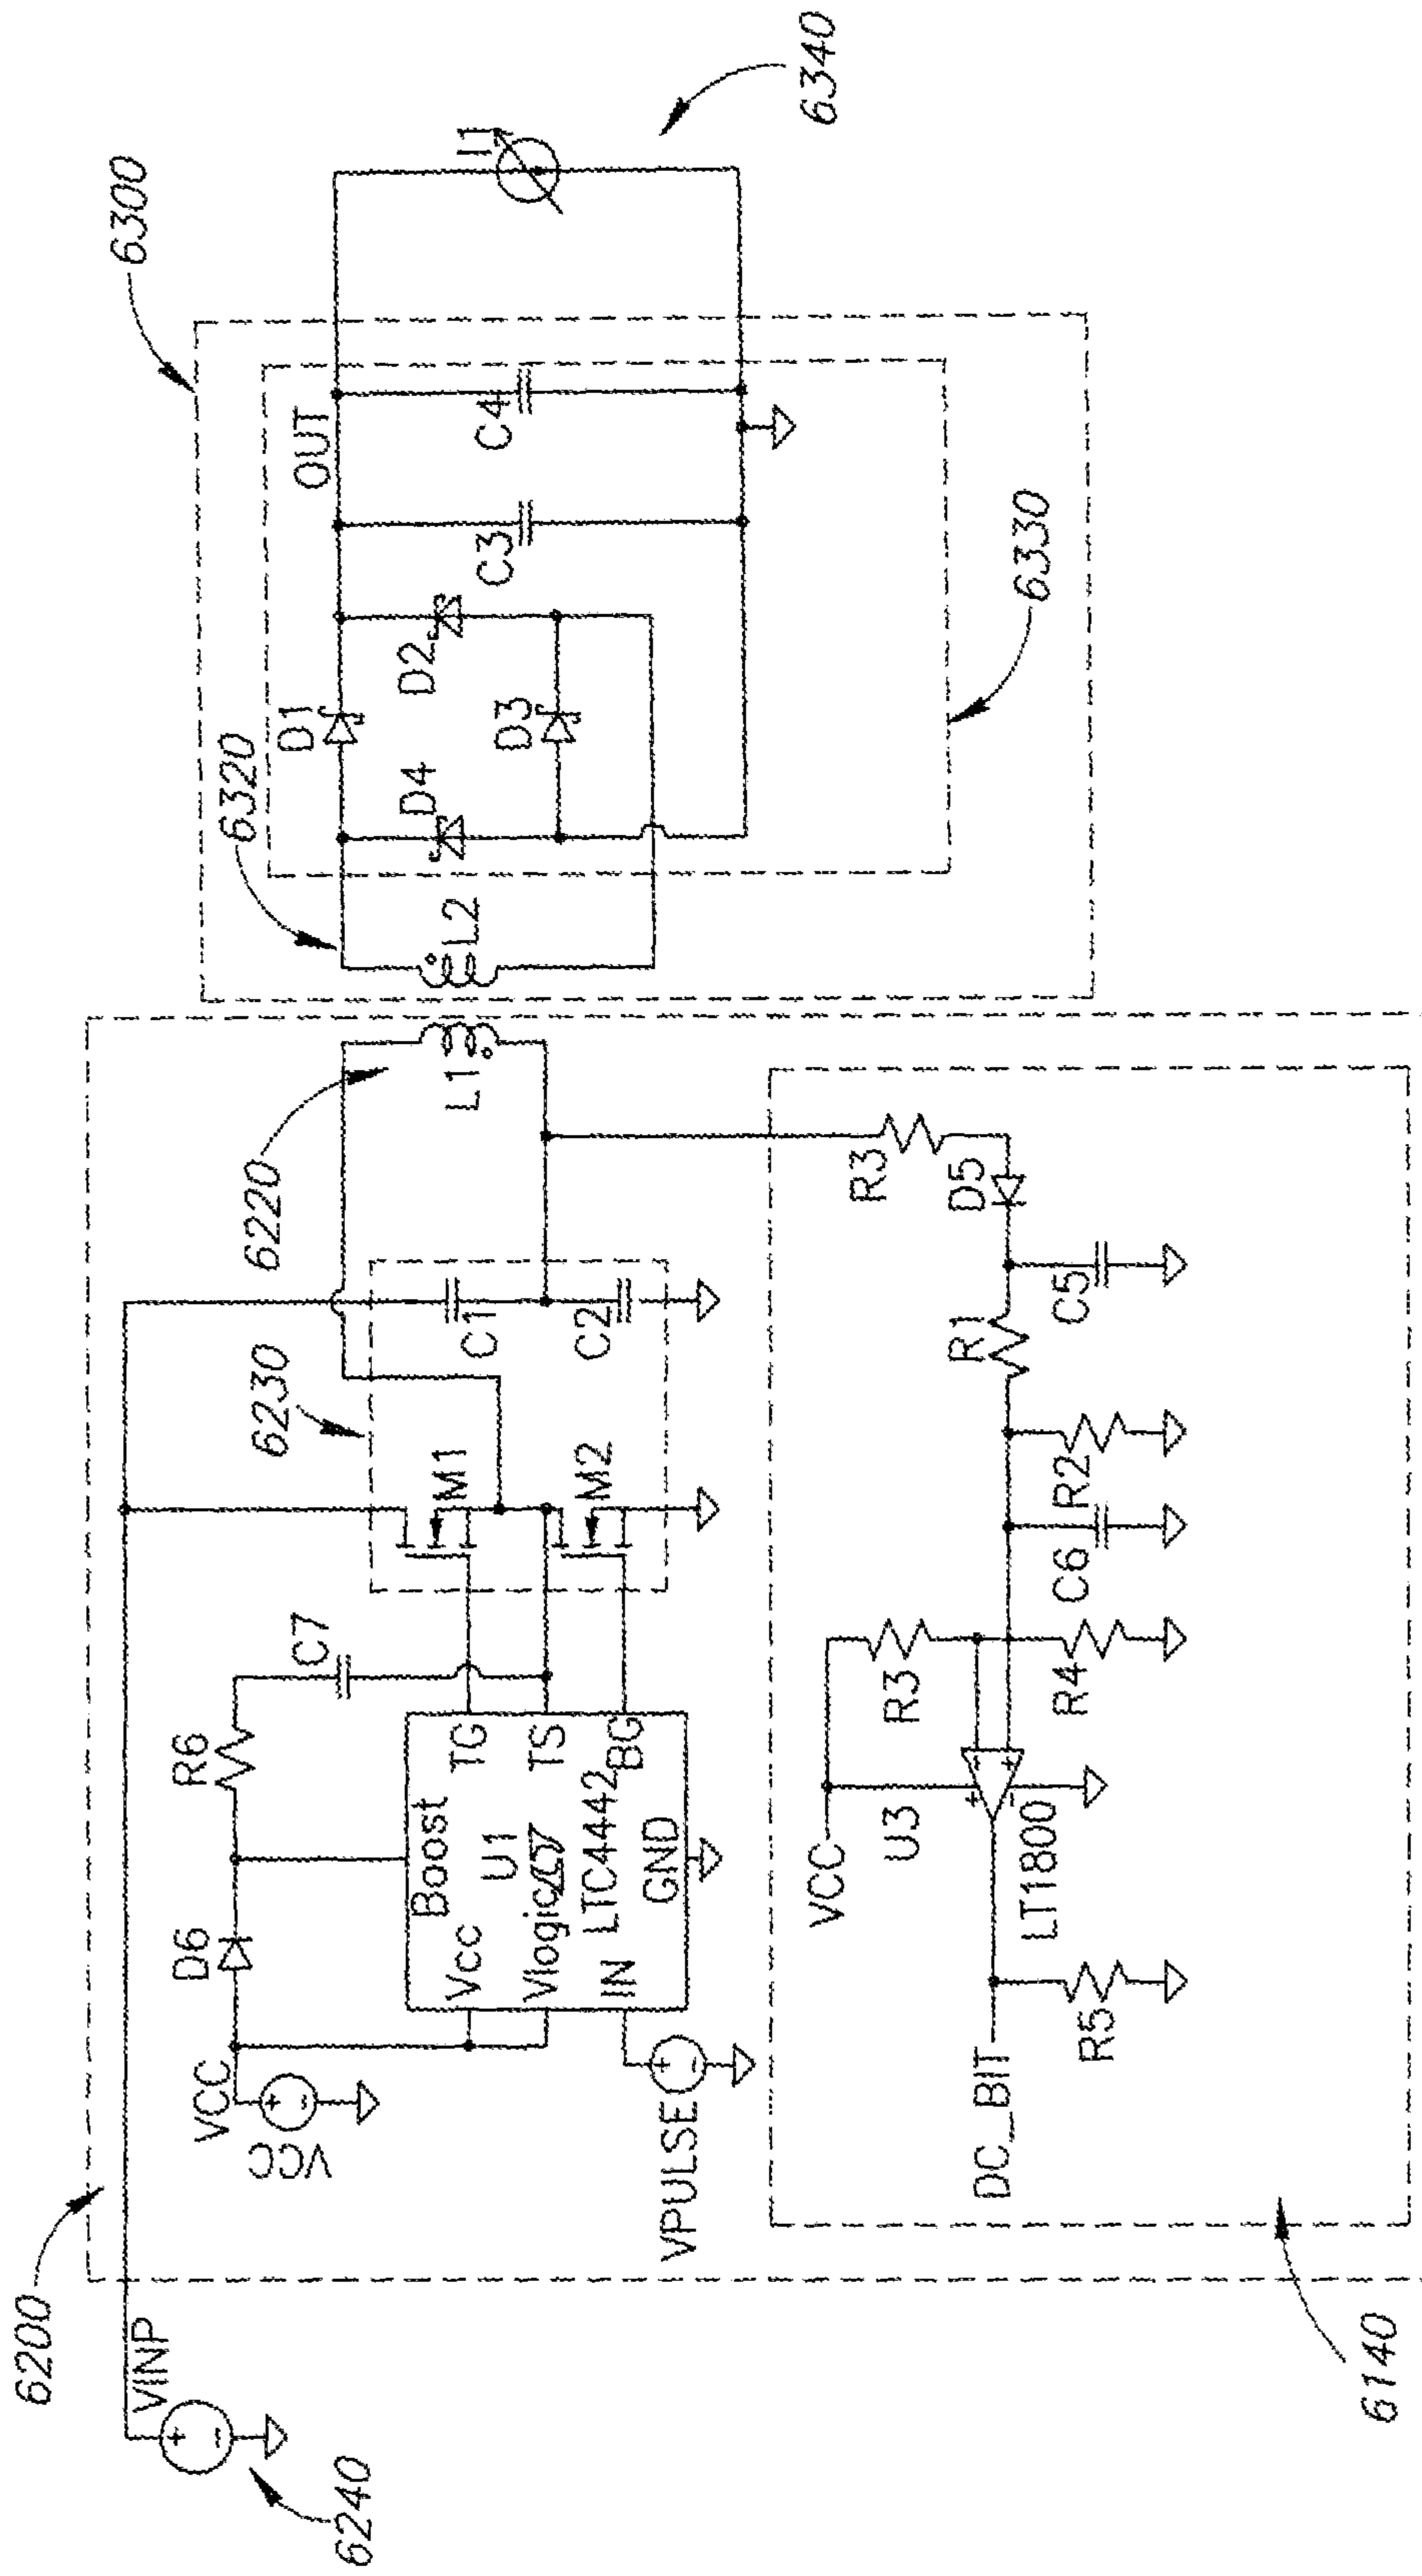 6200
6240
VINP
6300
6340
I1
6320
6330
OUT
D1
D4
D2
D3
C3
C4
L2
L1
6220
6230
C1
C2
M1
M2
C7
R6
D6
VCC
VCC
Boost
Vcc
U1
TG
Vlogic
TS
LTC4442
IN
BG
GND
VPULSE
R3
D5
C5
R1
R2
C6
R3
R4
VCC
U3
LT1800
R5
DC_BIT
6140